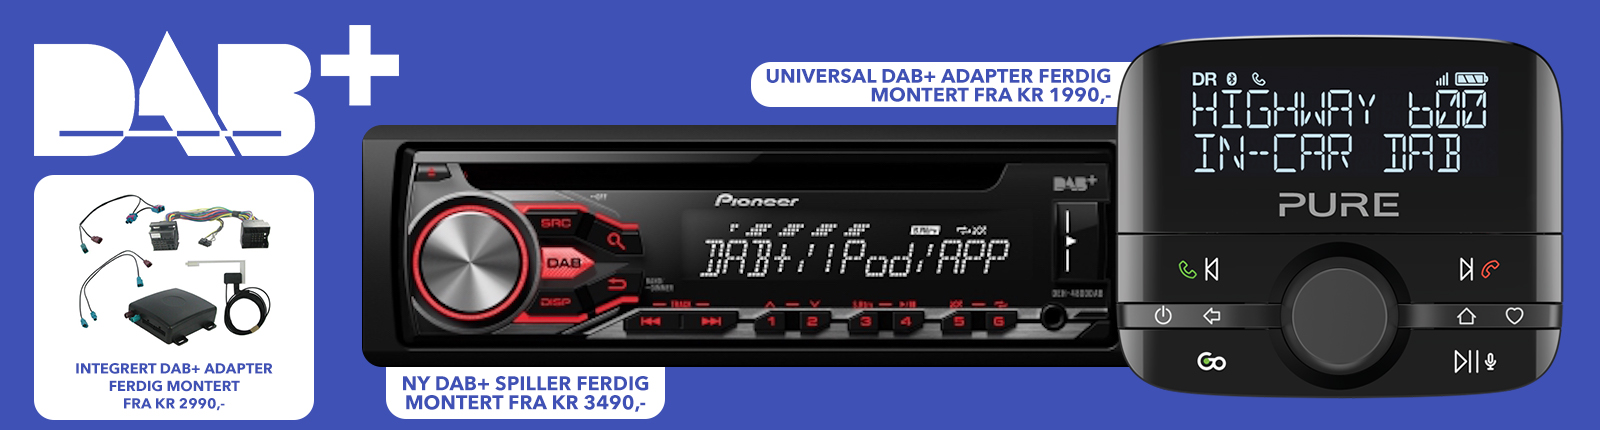 DAB+
INTEGRERT DAB+ ADAPTER
FERDIG MONTERT
FRA KR 2990,-
UNIVERSAL DAB+ ADAPTER FERDIG
MONTERT FRA KR 1990,-
Pioneer
DAB+
SRC
DAB
DISP
DAB+/iPod/APP
TRACK
1 2 3 4 5 6
NY DAB+ SPILLER FERDIG
MONTERT FRA KR 3490,-
DR
HIGHWAY 600
IN-CAR DAB
PURE
Go